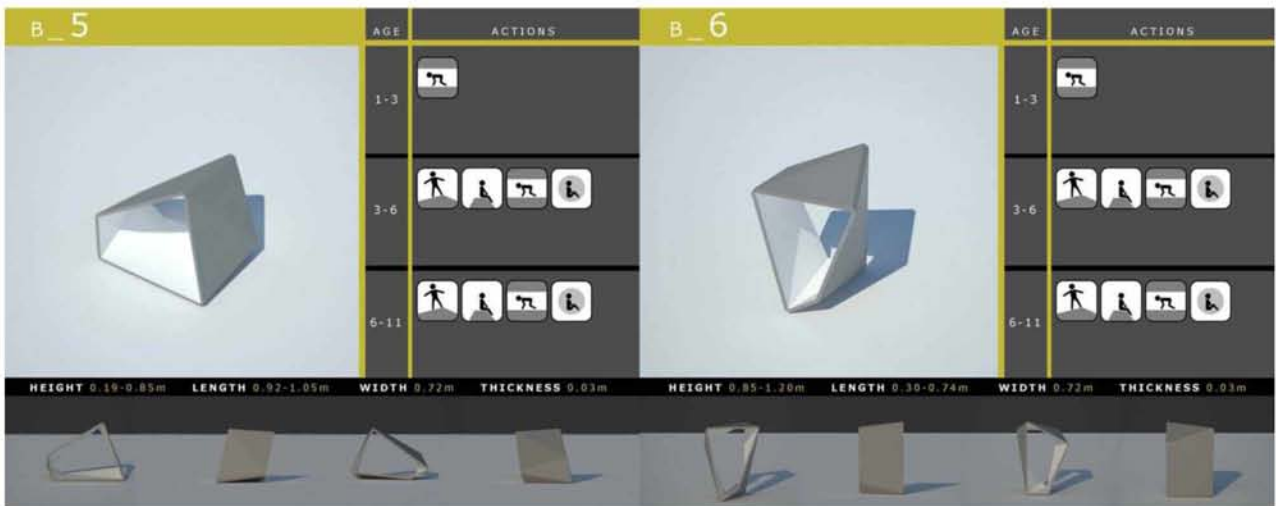 B_5
AGE ACTIONS
1-3
3-6
6-11
HEIGHT 0.19-0.85m LENGTH 0.92-1.05m WIDTH 0.72m THICKNESS 0.03m
B_6
AGE ACTIONS
1-3
3-6
6-11
HEIGHT 0.85-1.20m LENGTH 0.30-0.74m WIDTH 0.72m THICKNESS 0.03m